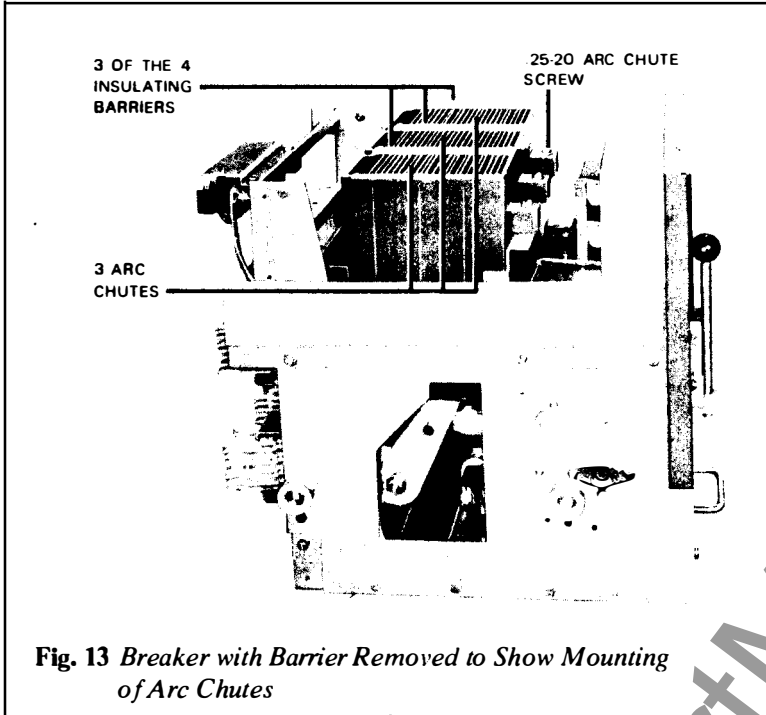 3 OF THE 4
INSULATING
BARRIERS
.25-20 ARC CHUTE
SCREW
3 ARC
CHUTES
Fig. 13 Breaker with Barrier Removed to Show Mounting
of Arc Chutes